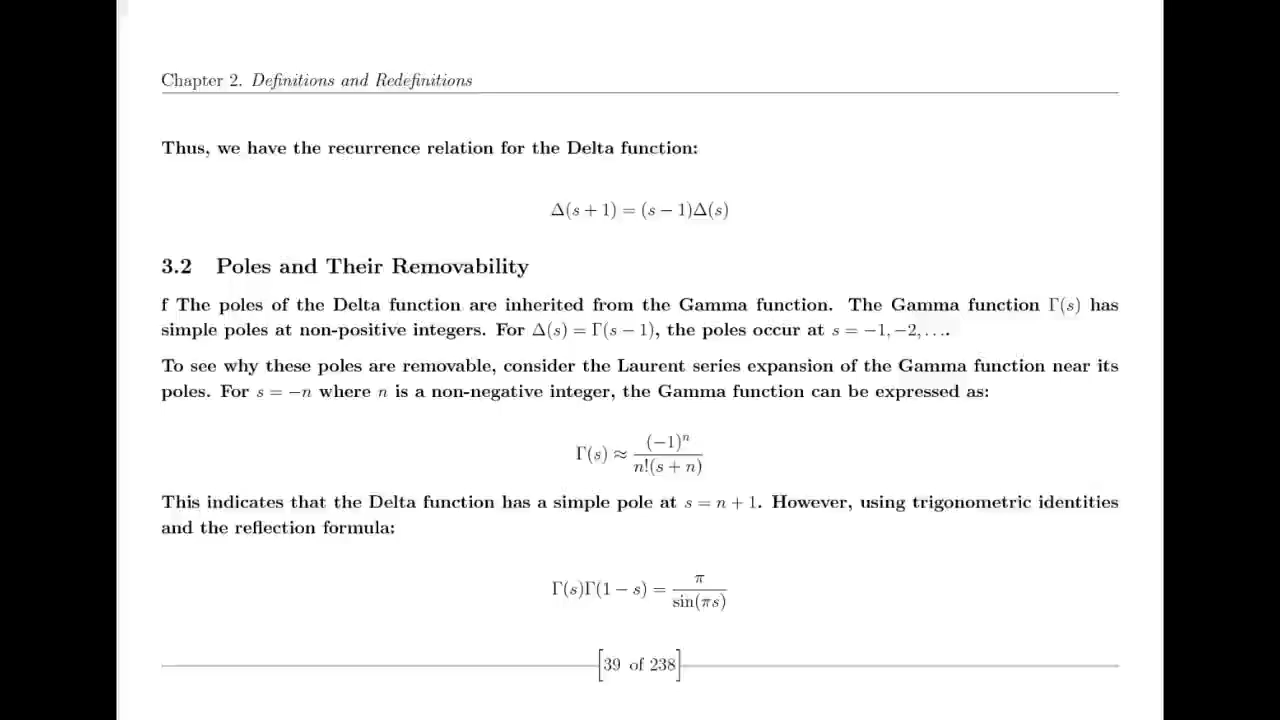 Chapter 2. Definitions and Redefinitions
Thus, we have the recurrence relation for the Delta function:
Δ(s + 1) = (s − 1)Δ(s)
3.2 Poles and Their Removability
f The poles of the Delta function are inherited from the Gamma function. The Gamma function Γ(s) has
simple poles at non-positive integers. For Δ(s) = Γ(s − 1), the poles occur at s = −1, −2, . . ..
To see why these poles are removable, consider the Laurent series expansion of the Gamma function near its
poles. For s = −n where n is a non-negative integer, the Gamma function can be expressed as:
Γ(s) ≈ (−1)^n / n!(s + n)
This indicates that the Delta function has a simple pole at s = n + 1. However, using trigonometric identities
and the reflection formula:
Γ(s)Γ(1 − s) = π / sin(πs)
[39 of 238]